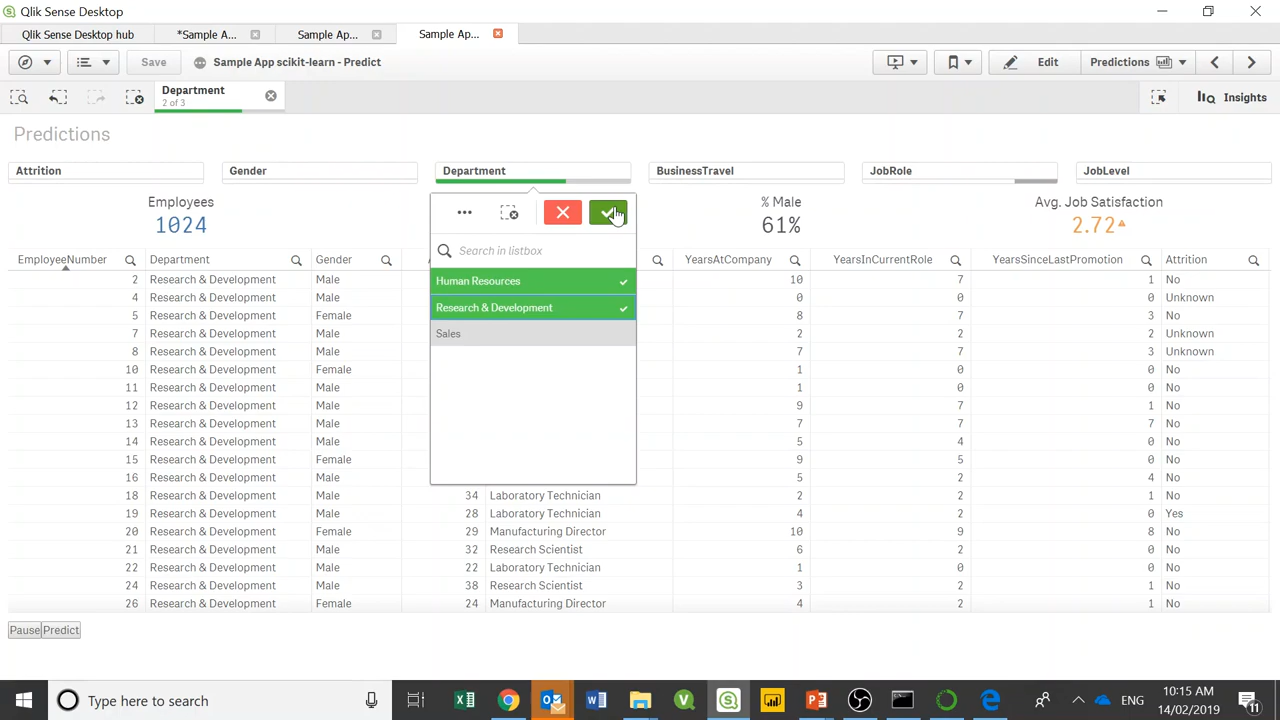 Qlik Sense Desktop
Qlik Sense Desktop hub
*Sample A...
Sample Ap...
Sample Ap...
Save
Sample App scikit-learn - Predict
Edit
Predictions
Department
2 of 3
Insights
Predictions
Attrition
Gender
Department
BusinessTravel
JobRole
JobLevel
Employees
1024
% Male
61%
Avg. Job Satisfaction
2.72
Search in listbox
Human Resources
Research & Development
Sales
EmployeeNumber Department Gender YearsAtCompany YearsInCurrentRole YearsSinceLastPromotion Attrition
2 Research & Development Male 10 7 1 No
4 Research & Development Male 0 0 0 Unknown
5 Research & Development Female 8 7 3 No
7 Research & Development Male 2 2 2 Unknown
8 Research & Development Male 7 7 3 Unknown
10 Research & Development Female 1 0 0 No
11 Research & Development Male 1 0 0 No
12 Research & Development Male 9 7 1 No
13 Research & Development Male 7 7 7 No
14 Research & Development Male 5 4 0 No
15 Research & Development Female 9 5 0 No
16 Research & Development Male 5 2 4 No
18 Research & Development Male 34 Laboratory Technician 2 2 1 No
19 Research & Development Male 28 Laboratory Technician 4 2 0 Yes
20 Research & Development Female 29 Manufacturing Director 10 9 8 No
21 Research & Development Male 32 Research Scientist 6 2 0 No
22 Research & Development Male 22 Laboratory Technician 1 0 0 No
24 Research & Development Male 38 Research Scientist 3 2 1 No
26 Research & Development Female 24 Manufacturing Director 4 2 1 No
Pause Predict
Type here to search
ENG
10:15 AM
14/02/2019
11